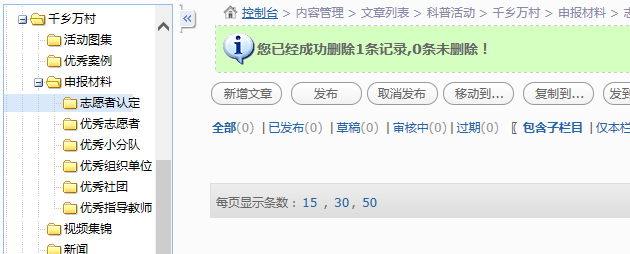 千乡万村
活动图集
优秀案例
申报材料
志愿者认定
优秀志愿者
优秀小分队
优秀组织单位
优秀社团
优秀指导教师
视频集锦
新闻
控制台 > 内容管理 > 文章列表 > 科普活动 > 千乡万村 > 申报材料 >
您已经成功删除1条记录,0条未删除！
新增文章 发布 取消发布 移动到... 复制到... 发到
全部(0) | 已发布(0) | 草稿(0) | 审核中(0) | 过期(0) 〖 包含子栏目 | 仅本栏
每页显示条数： 15 , 30 , 50